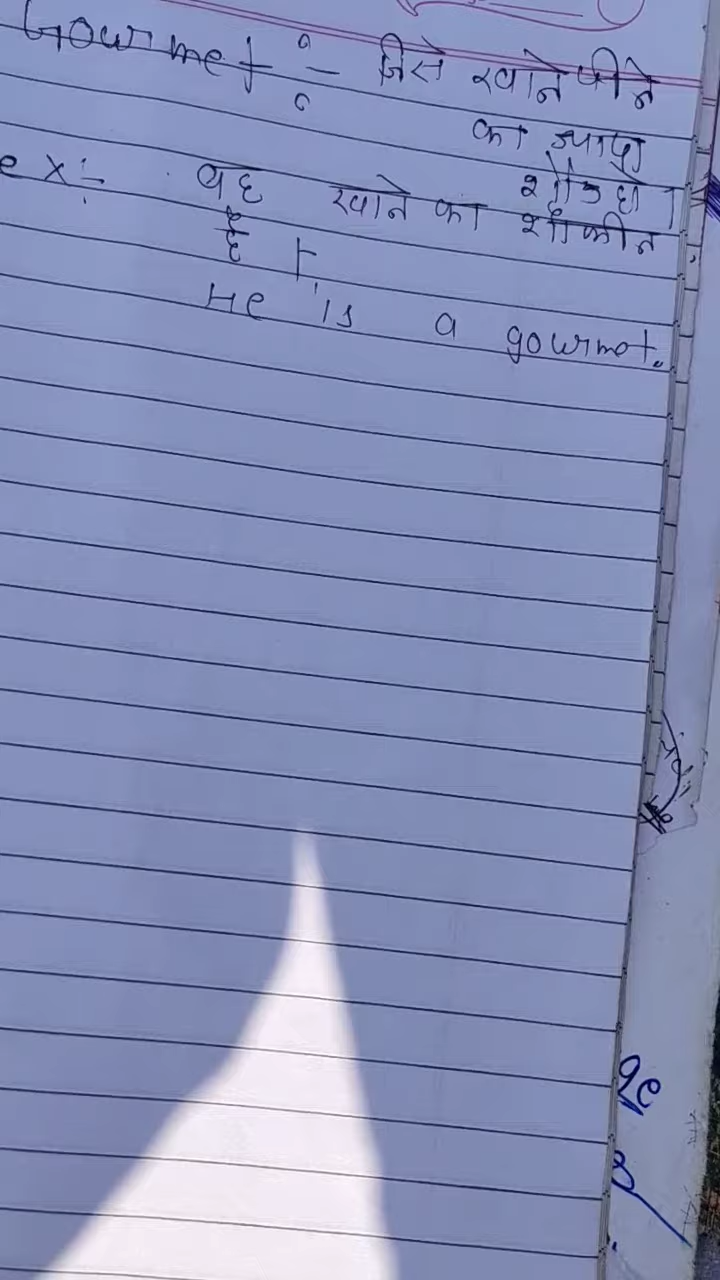 Gourmet :- जिसे खाने पीने
का ज्यादा
शौक हो।
ex:- वह खाने का शौकीन
है।
He is a gourmet.